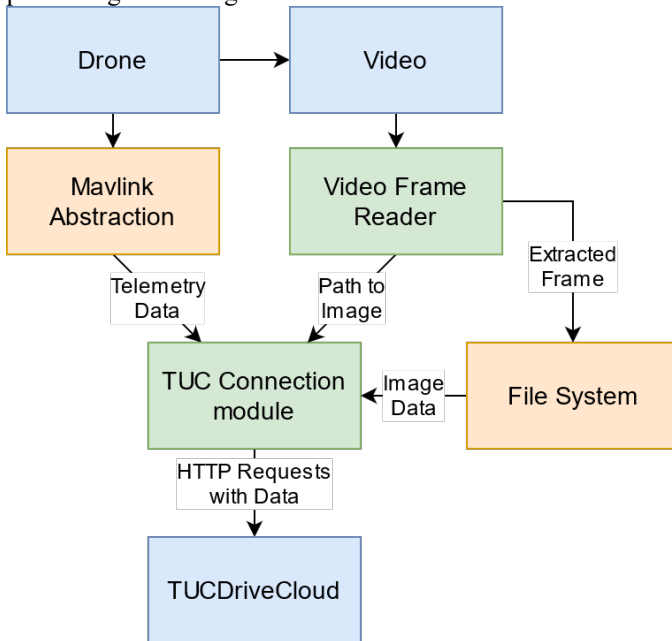 Drone
Video
Mavlink
Abstraction
Video Frame
Reader
Extracted
Frame
Telemetry
Data
Path to
Image
TUC Connection
module
Image
Data
File System
HTTP Requests
with Data
TUCDriveCloud